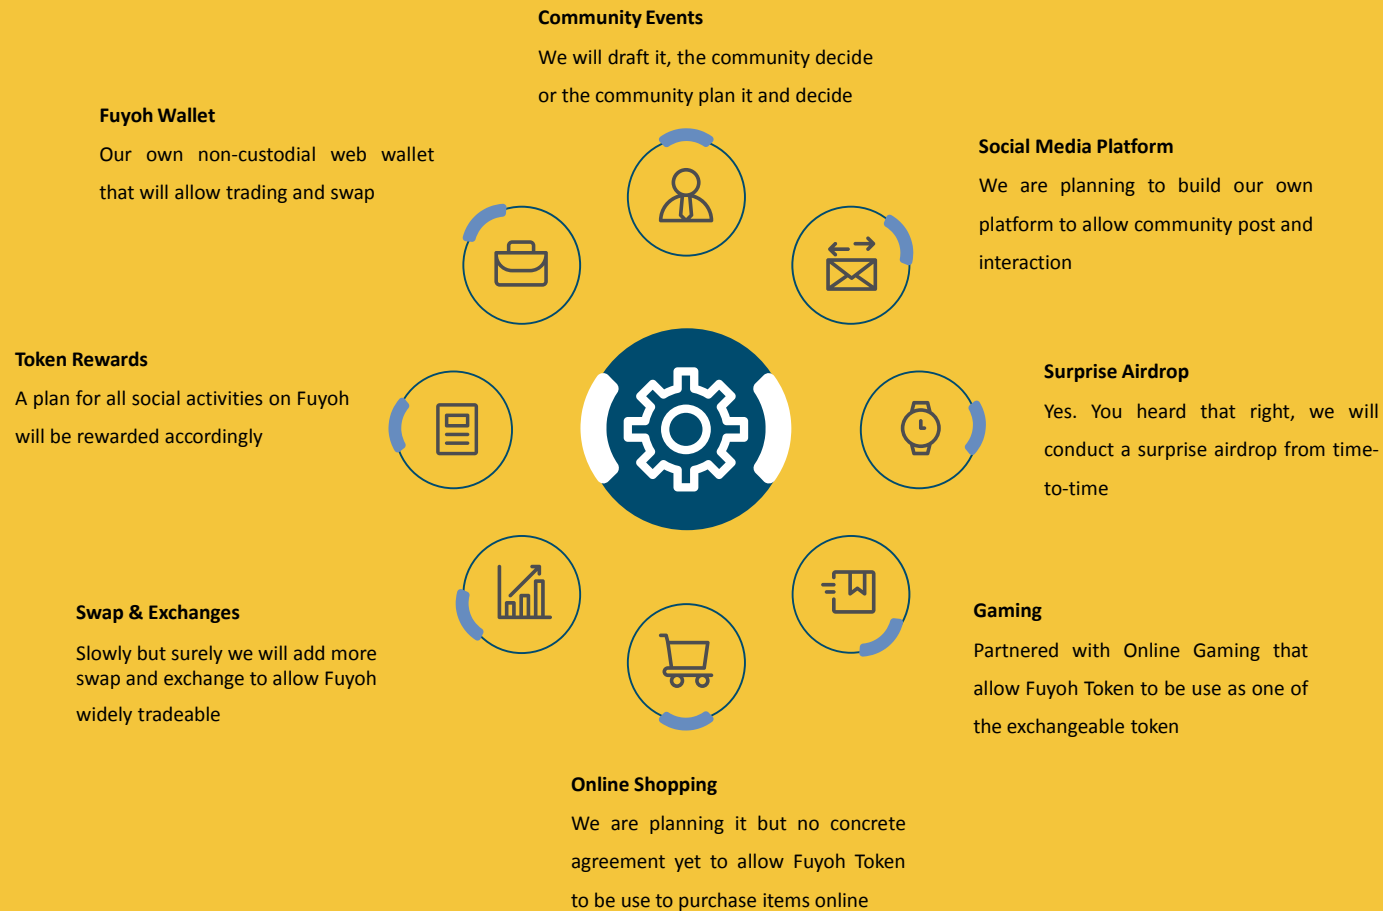 Community Events
We will draft it, the community decide
or the community plan it and decide
Fuyoh Wallet
Our own non-custodial web wallet
that will allow trading and swap
Social Media Platform
We are planning to build our own
platform to allow community post and
interaction
Token Rewards
A plan for all social activities on Fuyoh
will be rewarded accordingly
Surprise Airdrop
Yes. You heard that right, we will
conduct a surprise airdrop from time-
to-time
Swap & Exchanges
Slowly but surely we will add more
swap and exchange to allow Fuyoh
widely tradeable
Gaming
Partnered with Online Gaming that
allow Fuyoh Token to be use as one of
the exchangeable token
Online Shopping
We are planning it but no concrete
agreement yet to allow Fuyoh Token
to be use to purchase items online